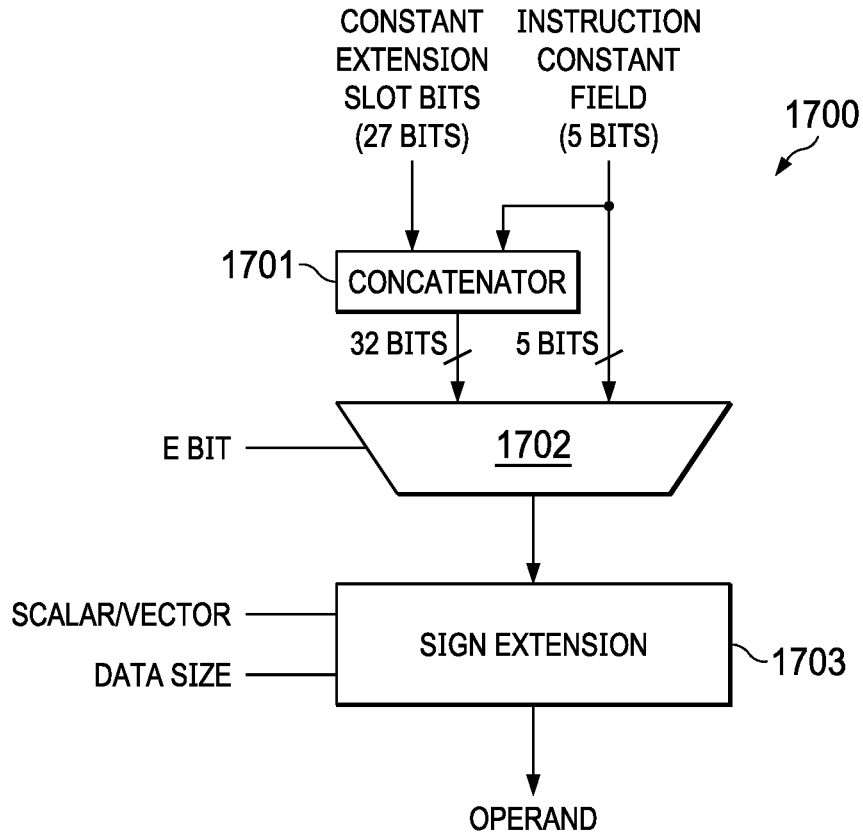 CONSTANT
EXTENSION
SLOT BITS
(27 BITS)
INSTRUCTION
CONSTANT
FIELD
(5 BITS)
1700
1701
CONCATENATOR
32 BITS
5 BITS
E BIT
1702
SCALAR/VECTOR
DATA SIZE
SIGN EXTENSION
1703
OPERAND